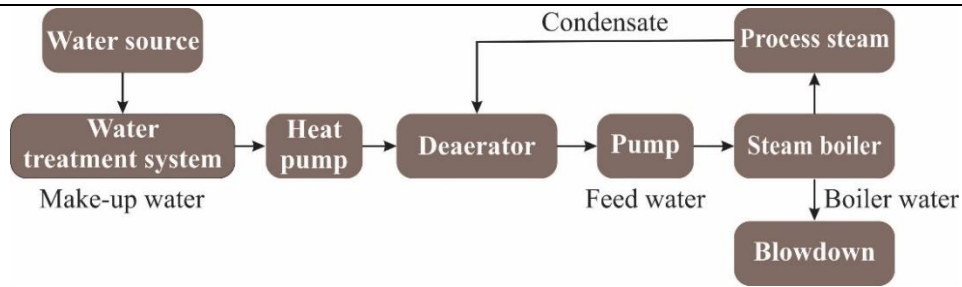 Water source
Condensate
Process steam
Water
treatment system
Heat
pump
Deaerator
Pump
Steam boiler
Make-up water
Feed water
Boiler water
Blowdown